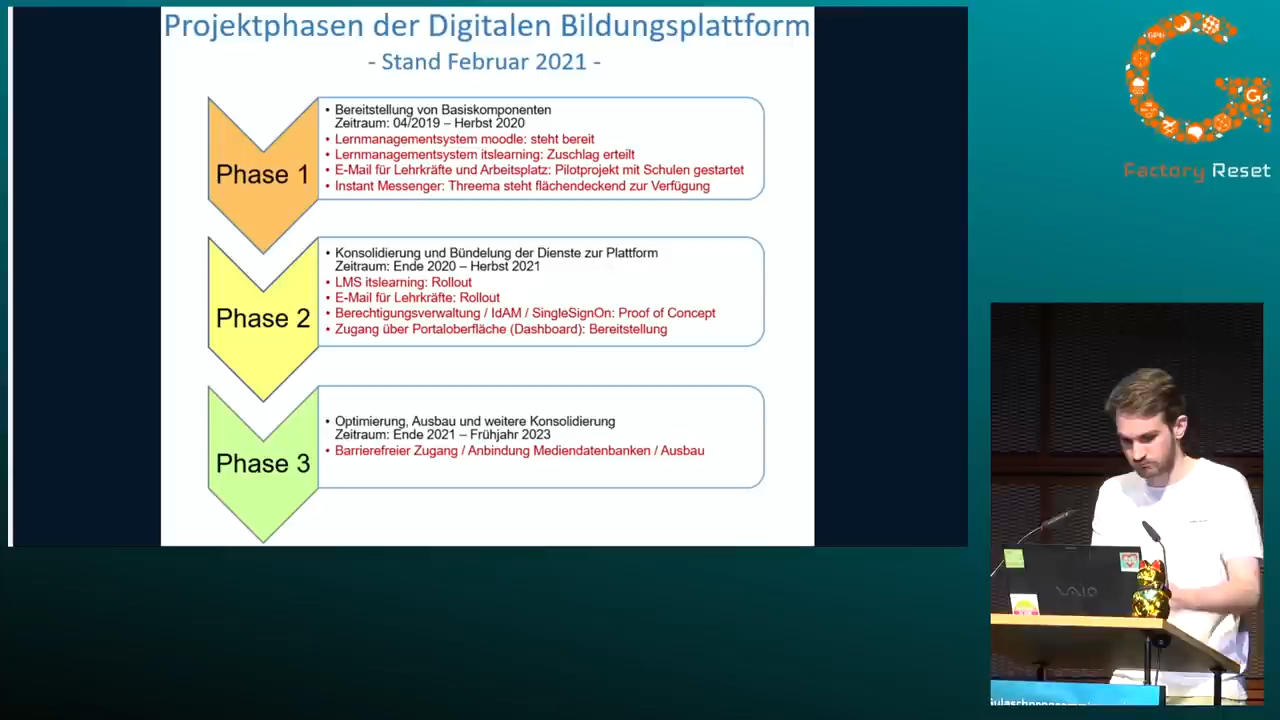 Projektphasen der Digitalen Bildungsplattform
- Stand Februar 2021 -
Phase 1
• Bereitstellung von Basiskomponenten
Zeitraum: 04/2019 – Herbst 2020
• Lernmanagementsystem moodle: steht bereit
• Lernmanagementsystem itslearning: Zuschlag erteilt
• E-Mail für Lehrkräfte und Arbeitsplatz: Pilotprojekt mit Schulen gestartet
• Instant Messenger: Threema steht flächendeckend zur Verfügung
Phase 2
• Konsolidierung und Bündelung der Dienste zur Plattform
Zeitraum: Ende 2020 – Herbst 2021
• LMS itslearning: Rollout
• E-Mail für Lehrkräfte: Rollout
• Berechtigungsverwaltung / IdAM / SingleSignOn: Proof of Concept
• Zugang über Portaloberfläche (Dashboard): Bereitstellung
Phase 3
• Optimierung, Ausbau und weitere Konsolidierung
Zeitraum: Ende 2021 – Frühjahr 2023
• Barrierefreier Zugang / Anbindung Mediendatenbanken / Ausbau
Factory Reset
VAIO